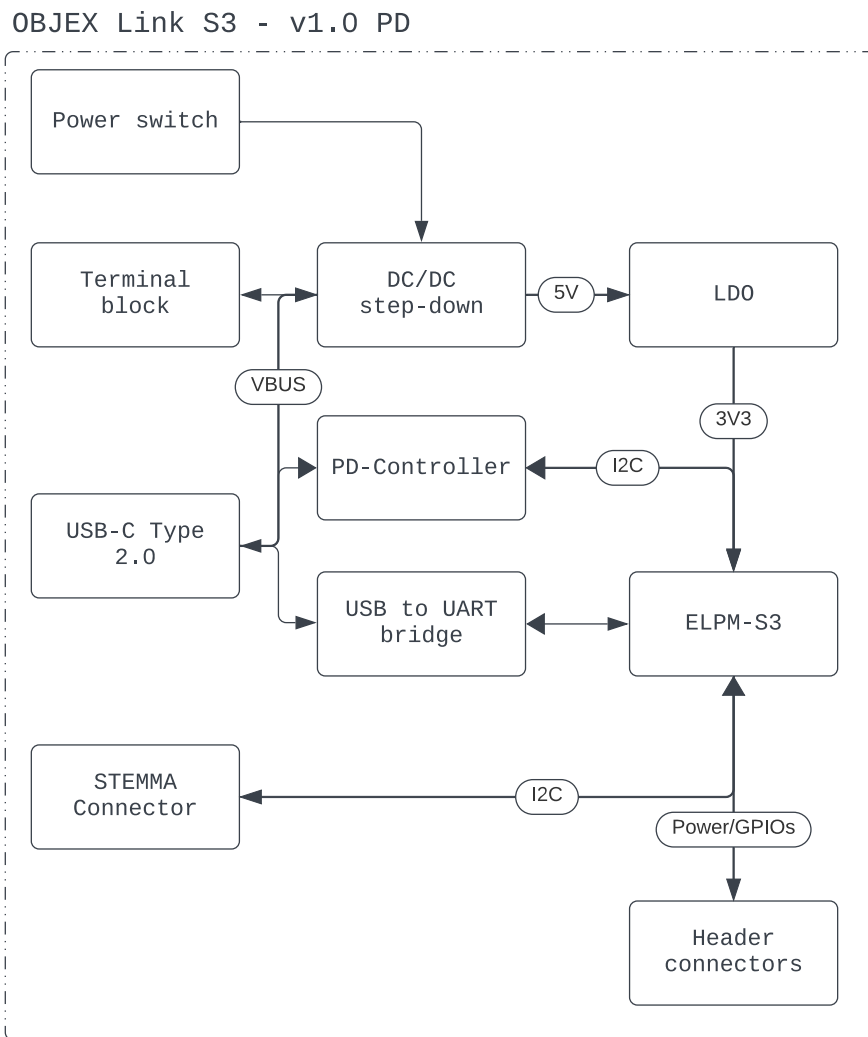 OBJEX Link S3 - v1.0 PD
Power switch
Terminal
block
DC/DC
step-down
5V
LDO
VBUS
3V3
PD-Controller
I2C
USB-C Type
2.0
USB to UART
bridge
ELPM-S3
STEMMA
Connector
I2C
Power/GPIOs
Header
connectors